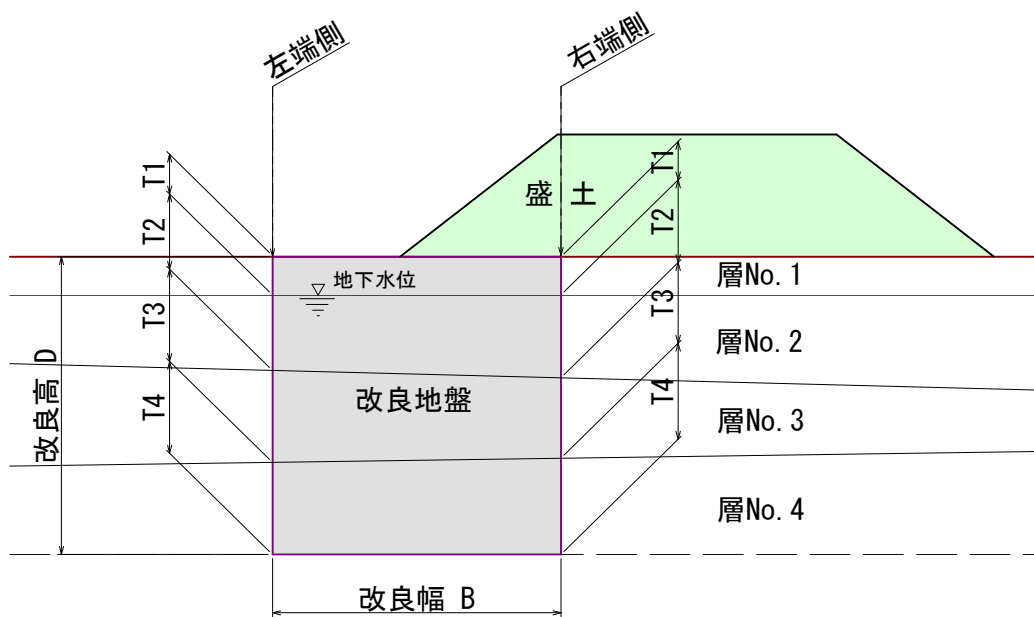 左端側
右端側
T1
T2
T3
T4
T1
T2
T3
T4
盛土
地下水位
層No.1
層No.2
層No.3
層No.4
改良地盤
改良高 D
改良幅 B